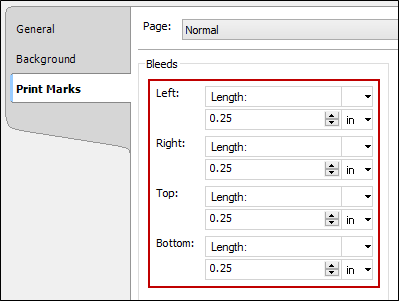 General
Background
Print Marks
Page: Normal
Bleeds
Left: Length:
0.25 in
Right: Length:
0.25 in
Top: Length:
0.25 in
Bottom: Length:
0.25 in